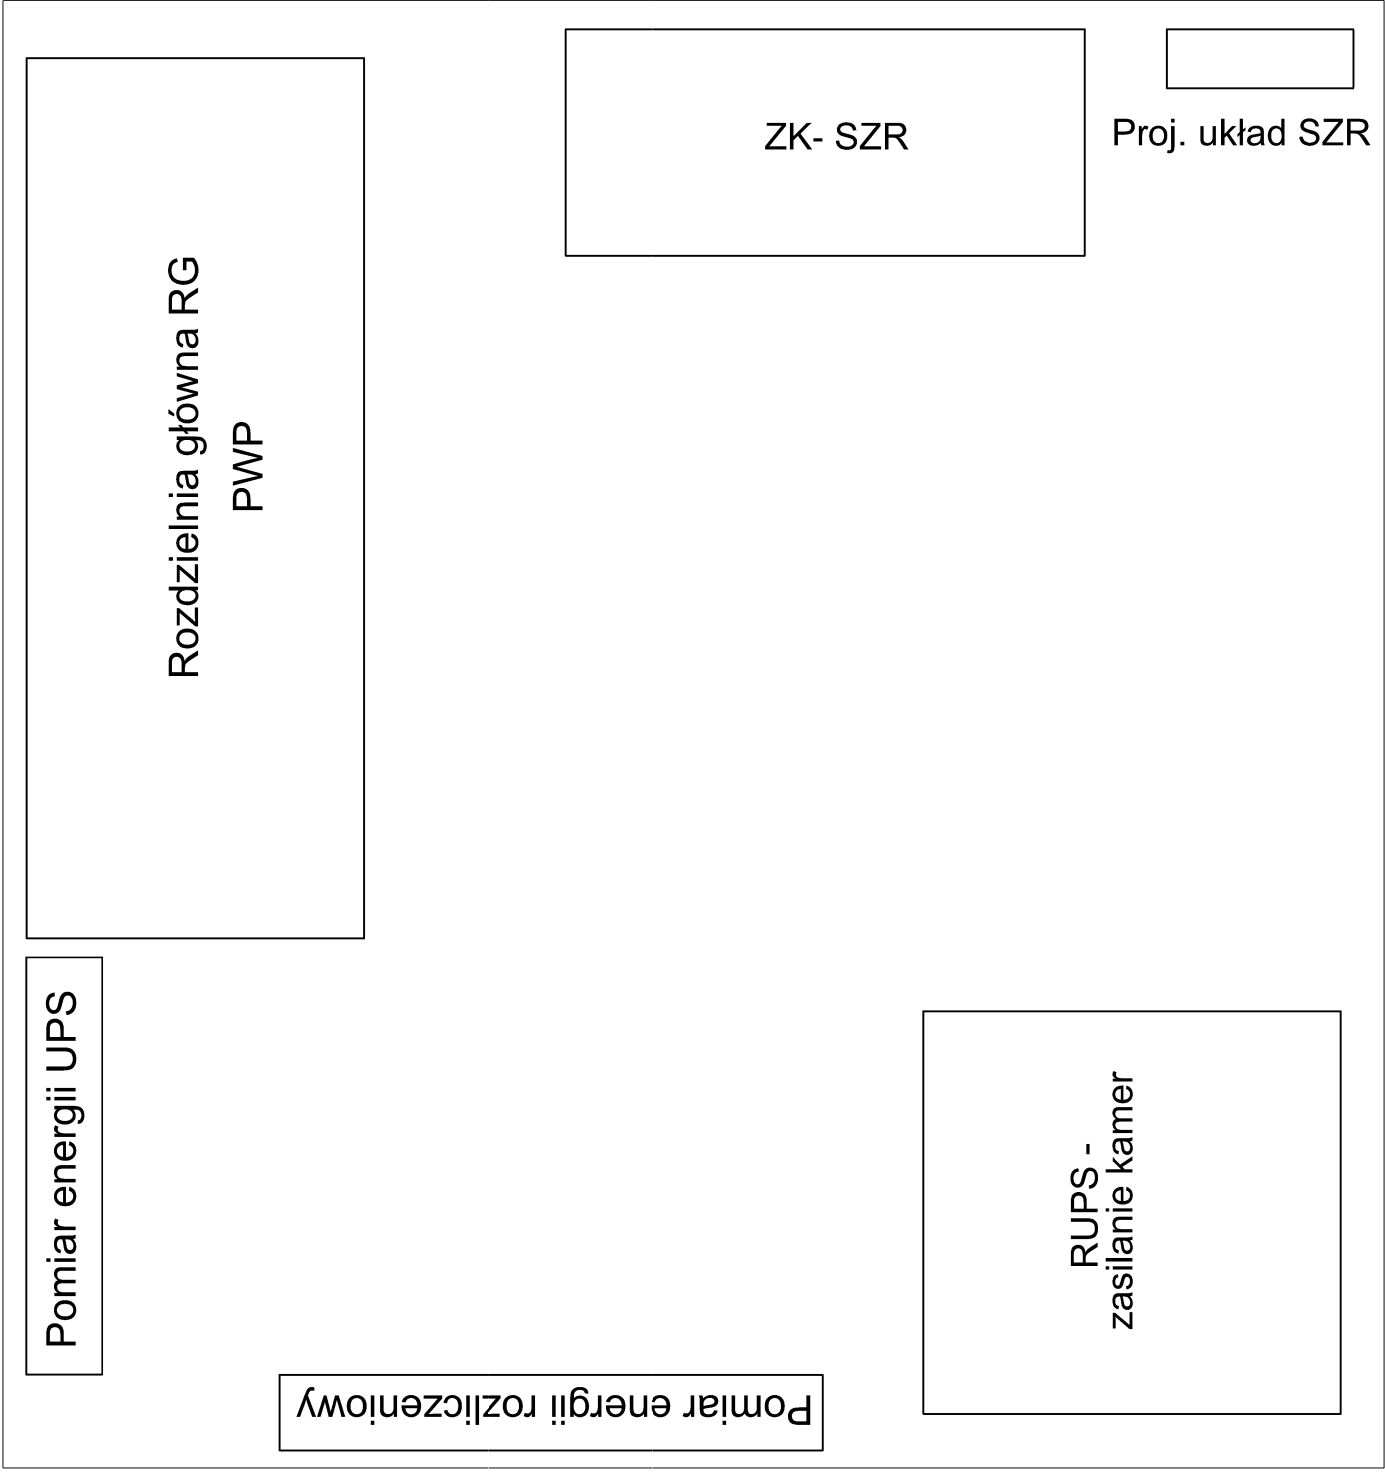 ZK- SZR
Proj. układ SZR
Rozdzielnia główna RG
PWP
Pomiar energii UPS
RUPS -
zasilanie kamer
Pomiar energii rozliczeniowy